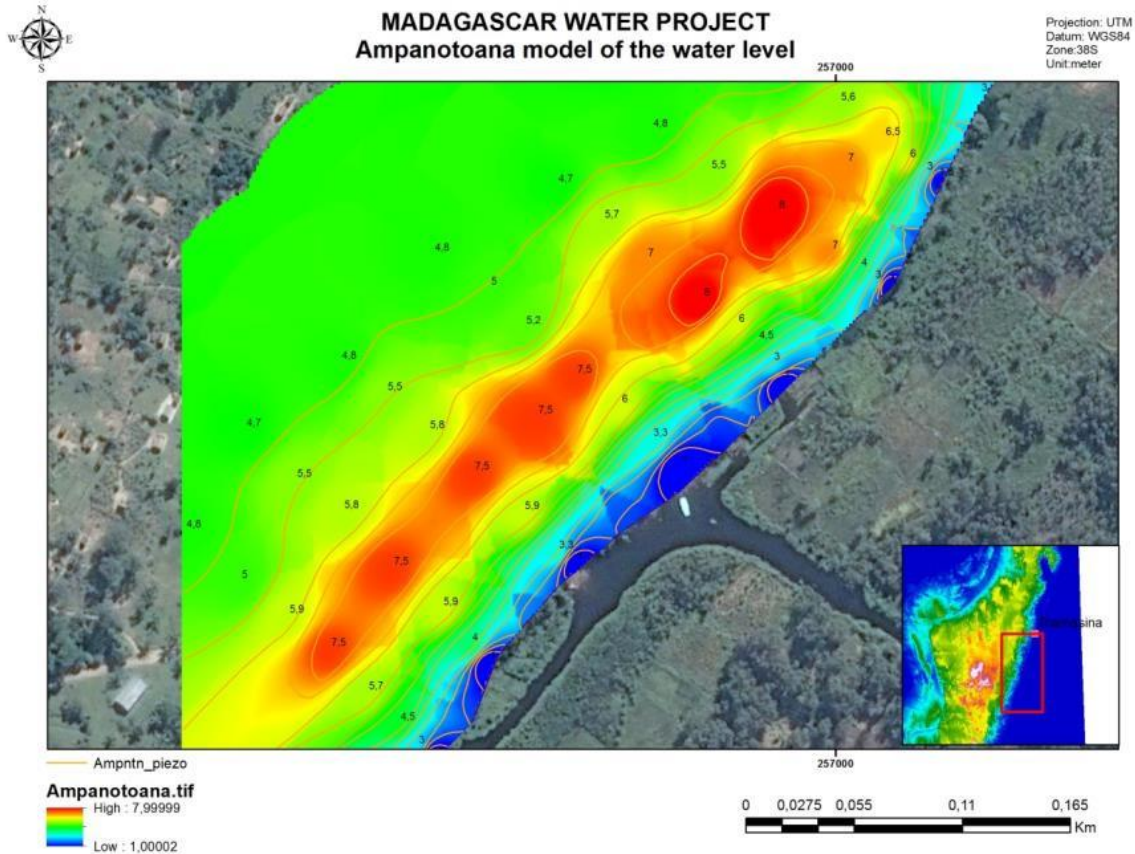 MADAGASCAR WATER PROJECT
Ampanotoana model of the water level
Projection: UTM
Datum: WGS84
Zone:38S
Unit:meter
N
W
E
S
257000
3
5,6
4,8
6,5
5,5
7
6
3
4,7
8
5,7
4,8
7
7
4
3
5
8
5,2
6
4,5
4,8
3
7,5
5,5
6
7,5
4,7
5,8
3,3
7,5
5,5
5,8
5,9
4,8
3,3
7,5
5
5,9
5,9
4
7,5
5,7
4,5
3
257000
Ampntn_piezo
Ampanotoana.tif
High : 7,99999
Low : 1,00002
0 0,0275 0,055 0,11 0,165
Km